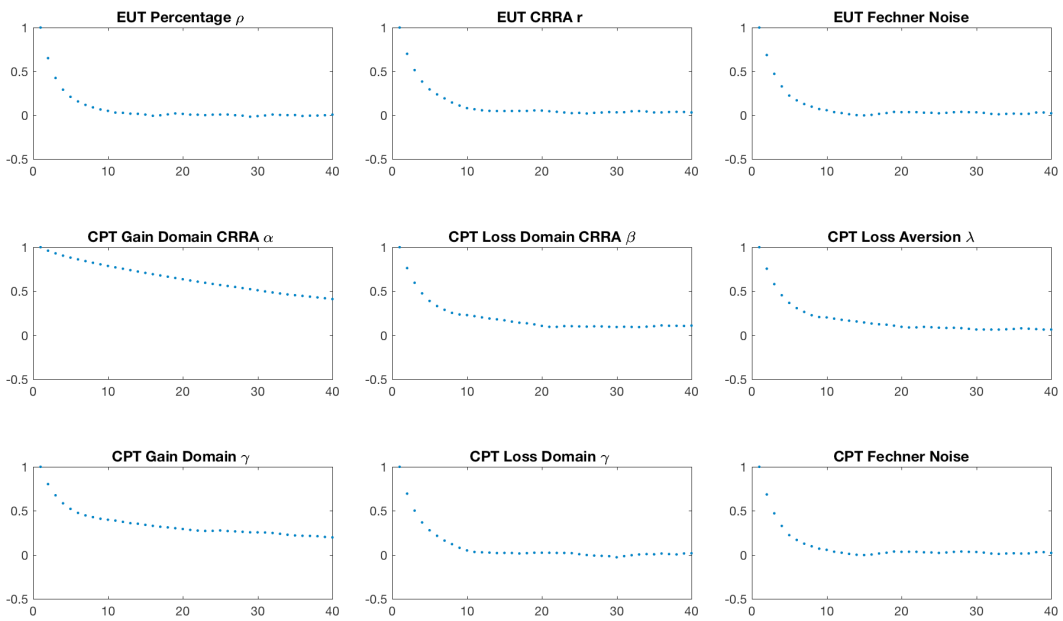 EUT Percentage ρ
1
0.5
0
-0.5
0 10 20 30 40
EUT CRRA r
1
0.5
0
-0.5
0 10 20 30 40
EUT Fechner Noise
1
0.5
0
-0.5
0 10 20 30 40
CPT Gain Domain CRRA α
1
0.5
0
-0.5
0 10 20 30 40
CPT Loss Domain CRRA β
1
0.5
0
-0.5
0 10 20 30 40
CPT Loss Aversion λ
1
0.5
0
-0.5
0 10 20 30 40
CPT Gain Domain γ
1
0.5
0
-0.5
0 10 20 30 40
CPT Loss Domain γ
1
0.5
0
-0.5
0 10 20 30 40
CPT Fechner Noise
1
0.5
0
-0.5
0 10 20 30 40